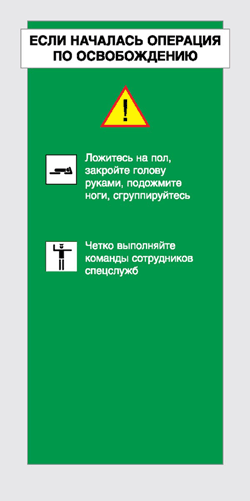 ЕСЛИ НАЧАЛАСЬ ОПЕРАЦИЯ
ПО ОСВОБОЖДЕНИЮ
!
Ложитесь на пол,
закройте голову
руками, подожмите
ноги, сгруппируйтесь
Четко выполняйте
команды сотрудников
спецслужб